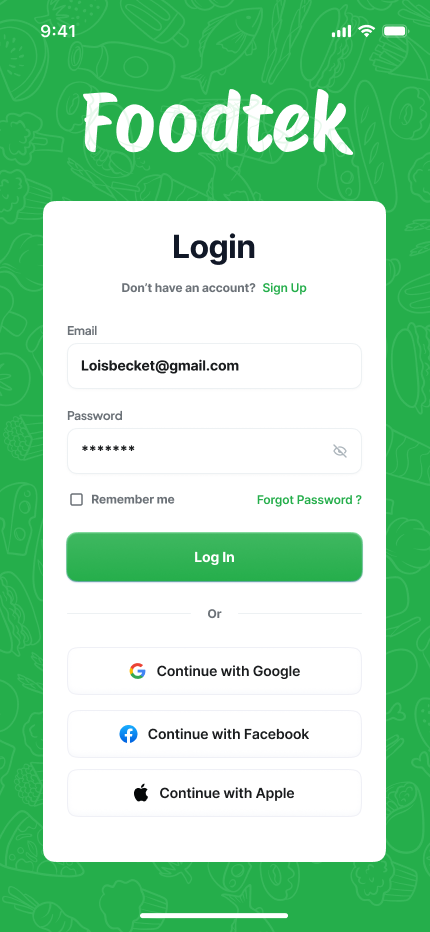 9:41
Foodtek
Login
Don't have an account? Sign Up
Email
Loisbecket@gmail.com
Password
*******
Remember me Forgot Password ?
Log In
Or
Continue with Google
Continue with Facebook
Continue with Apple